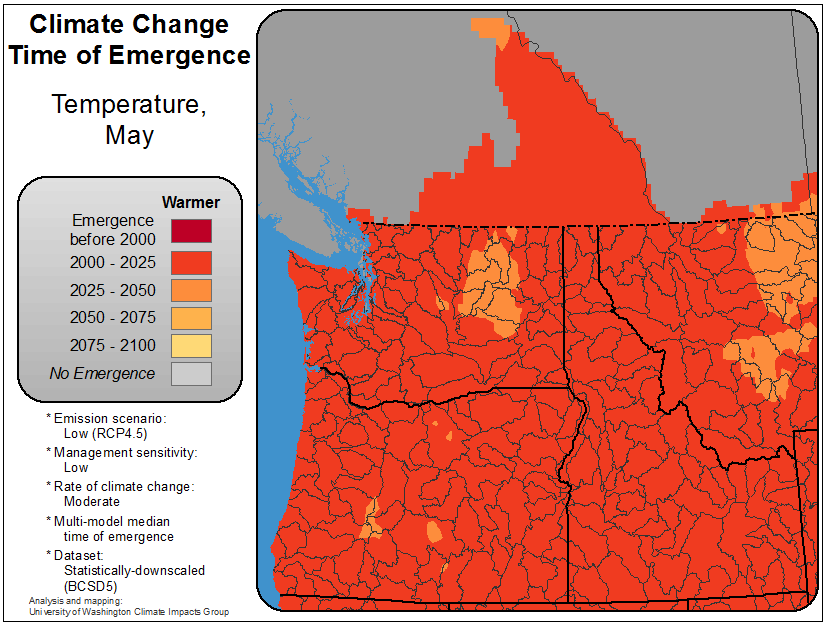 Climate Change
Time of Emergence
Temperature,
May
Warmer
Emergence
before 2000
2000 - 2025
2025 - 2050
2050 - 2075
2075 - 2100
No Emergence
* Emission scenario:
Low (RCP4.5)
* Management sensitivity:
Low
* Rate of climate change:
Moderate
* Multi-model median
time of emergence
* Dataset:
Statistically-downscaled
(BCSD5)
Analysis and mapping:
University of Washington Climate Impacts Group